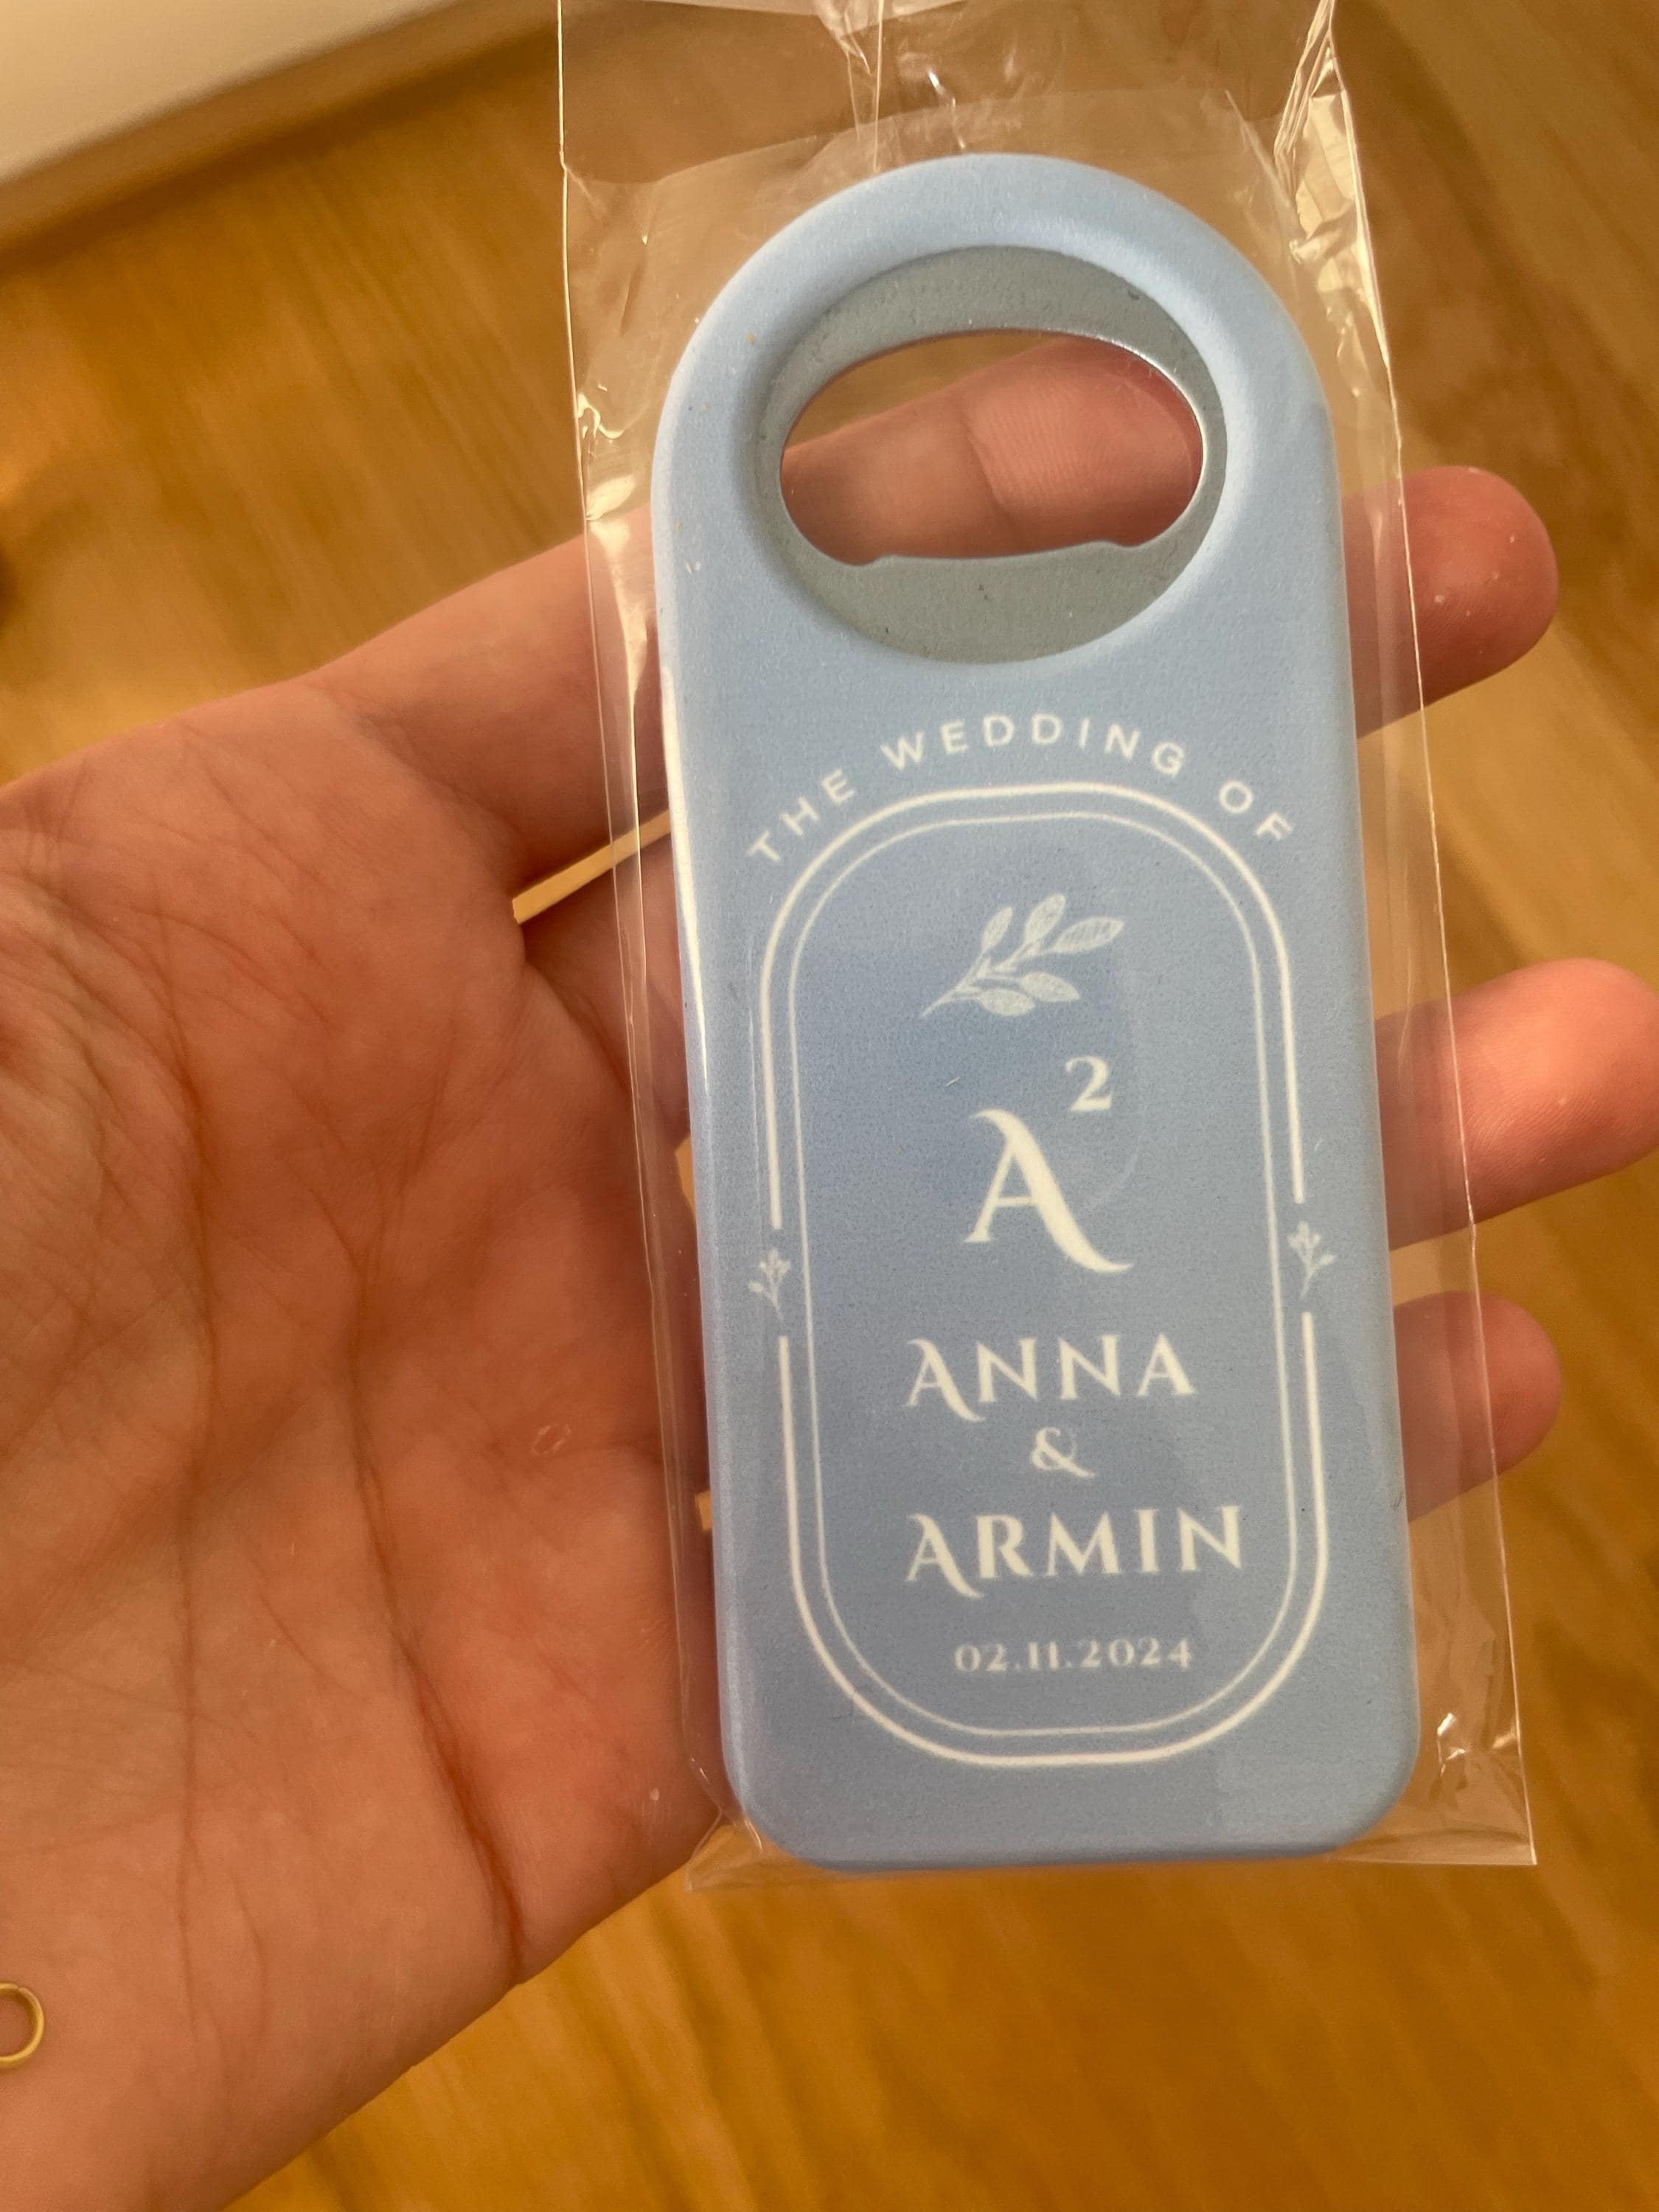 THE WEDDING OF
A²
ANNA
&
ARMIN
02.11.2024